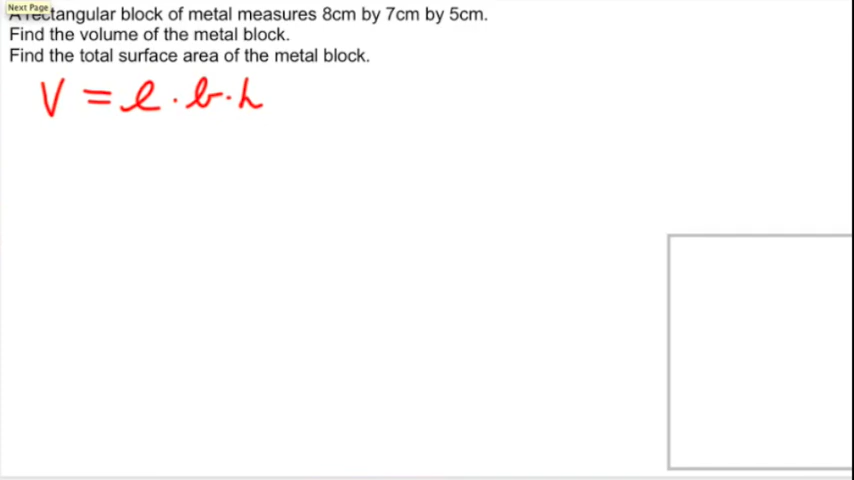 Next Page
A rectangular block of metal measures 8cm by 7cm by 5cm.
Find the volume of the metal block.
Find the total surface area of the metal block.
V = l . b . h